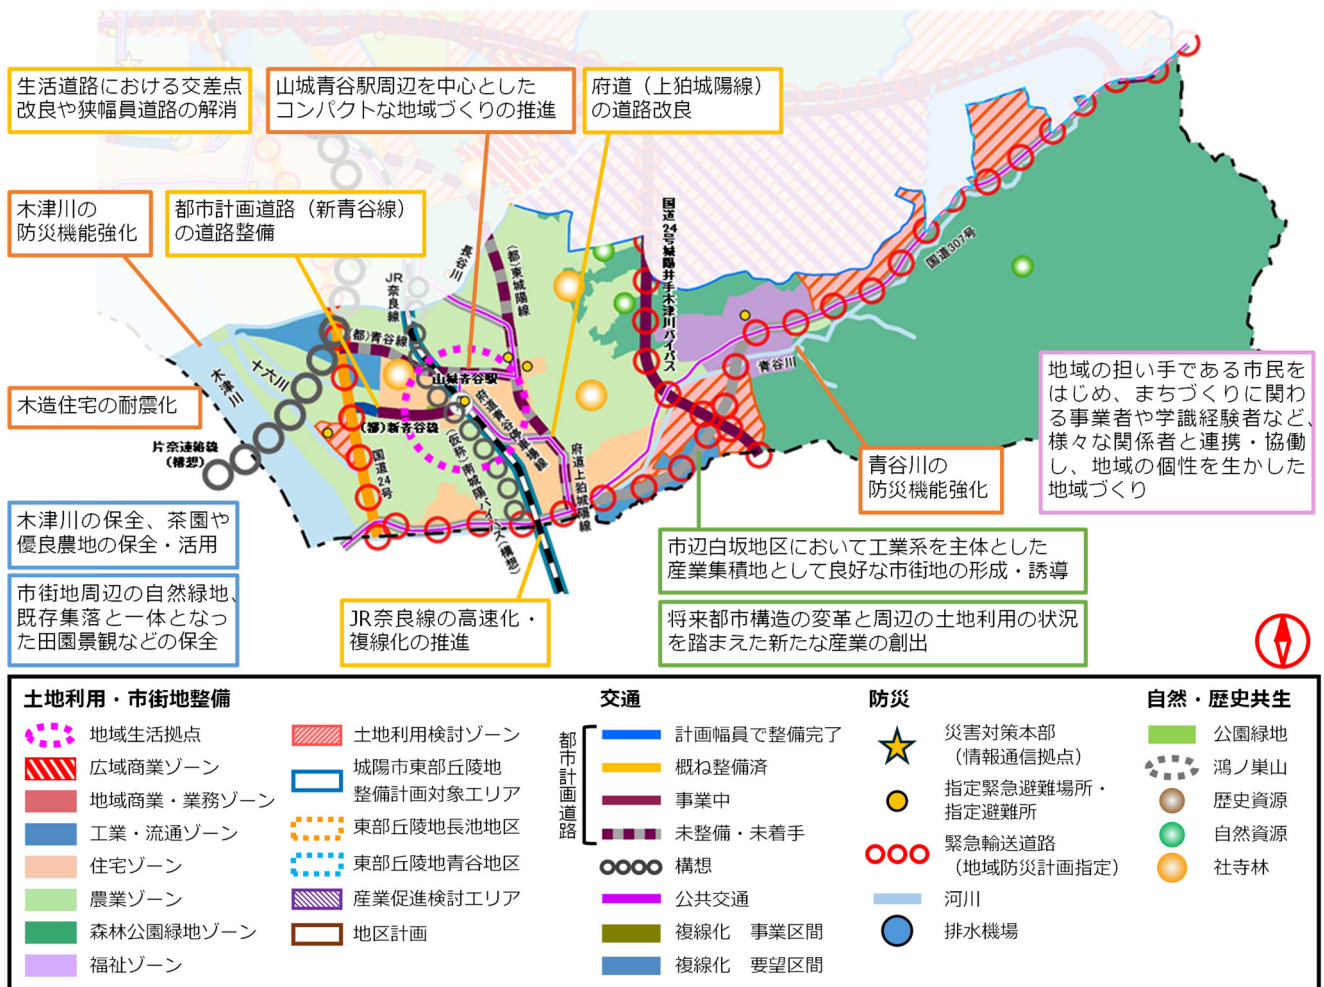 生活道路における交差点
改良や狭幅員道路の解消
山城青谷駅周辺を中心とした
コンパクトな地域づくりの推進
府道（上狛城陽線）
の道路改良
木津川の
防災機能強化
都市計画道路（新青谷線）
の道路整備
国道24号城陽井手木津川バイパス
長谷川
(都)東城陽線
JR奈良線
国道307号
(都)青谷線
木津川
十六川
山城青谷駅
青谷川
木造住宅の耐震化
片奈連絡線
(構想)
(都)新青谷線
国道24号
府道青谷停車場線
(仮称)南城陽バイパス(構想)
府道上狛城陽線
地域の担い手である市民を
はじめ、まちづくりに関わ
る事業者や学識経験者など、
様々な関係者と連携・協働
し、地域の個性を生かした
地域づくり
青谷川の
防災機能強化
木津川の保全、茶園や
優良農地の保全・活用
市辺白坂地区において工業系を主体とした
産業集積地として良好な市街地の形成・誘導
市街地周辺の自然緑地、
既存集落と一体となっ
た田園景観などの保全
JR奈良線の高速化・
複線化の推進
将来都市構造の変革と周辺の土地利用の状況
を踏まえた新たな産業の創出
土地利用・市街地整備
地域生活拠点
広域商業ゾーン
地域商業・業務ゾーン
工業・流通ゾーン
住宅ゾーン
農業ゾーン
森林公園緑地ゾーン
福祉ゾーン
土地利用検討ゾーン
城陽市東部丘陵地
整備計画対象エリア
東部丘陵地長池地区
東部丘陵地青谷地区
産業促進検討エリア
地区計画
交通
都市計画道路
計画幅員で整備完了
概ね整備済
事業中
未整備・未着手
構想
公共交通
複線化　事業区間
複線化　要望区間
防災
災害対策本部
（情報通信拠点）
指定緊急避難場所・
指定避難所
緊急輸送道路
（地域防災計画指定）
河川
排水機場
自然・歴史共生
公園緑地
鴻ノ巣山
歴史資源
自然資源
社寺林